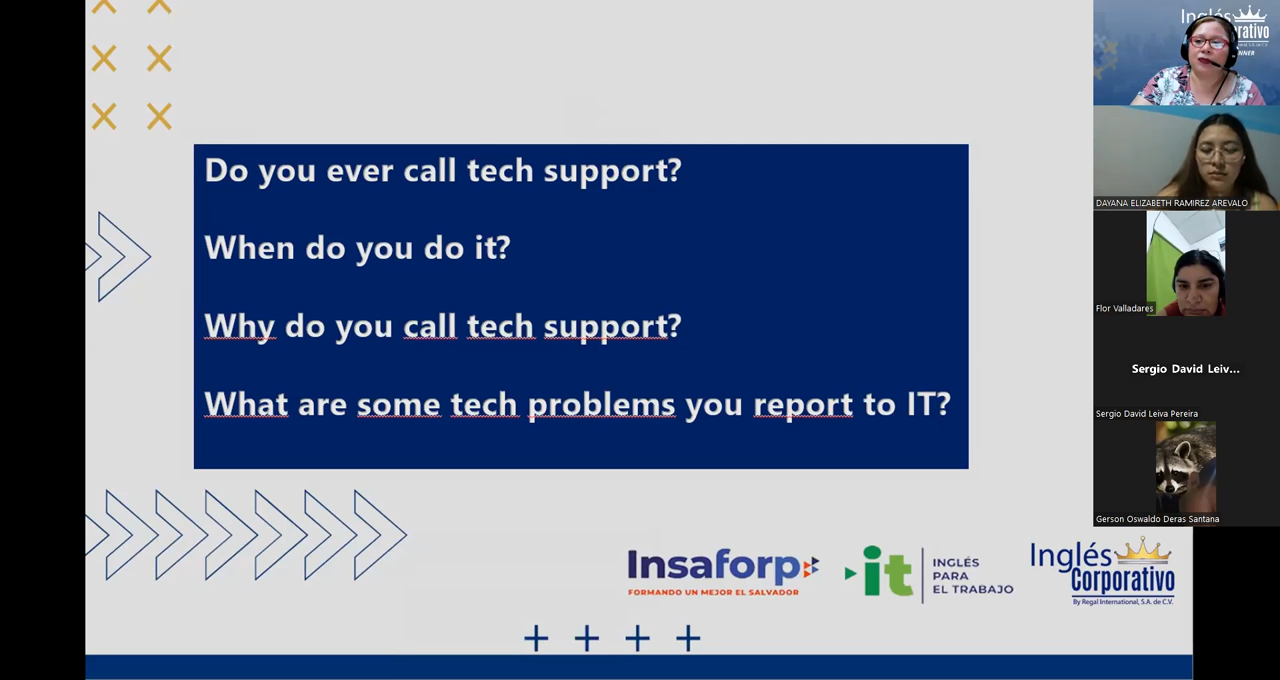 Do you ever call tech support?
When do you do it?
Why do you call tech support?
What are some tech problems you report to IT?
Insaforp
FORMANDO UN MEJOR EL SALVADOR
it
INGLÉS
PARA
EL TRABAJO
Inglés
Corporativo
By Regal International, S.A. de C.V.
DAYANA ELIZABETH RAMIREZ AREVALO
Flor Valladares
Sergio David Leiv...
Sergio David Leiva Pereira
Gerson Oswaldo Deras Santana